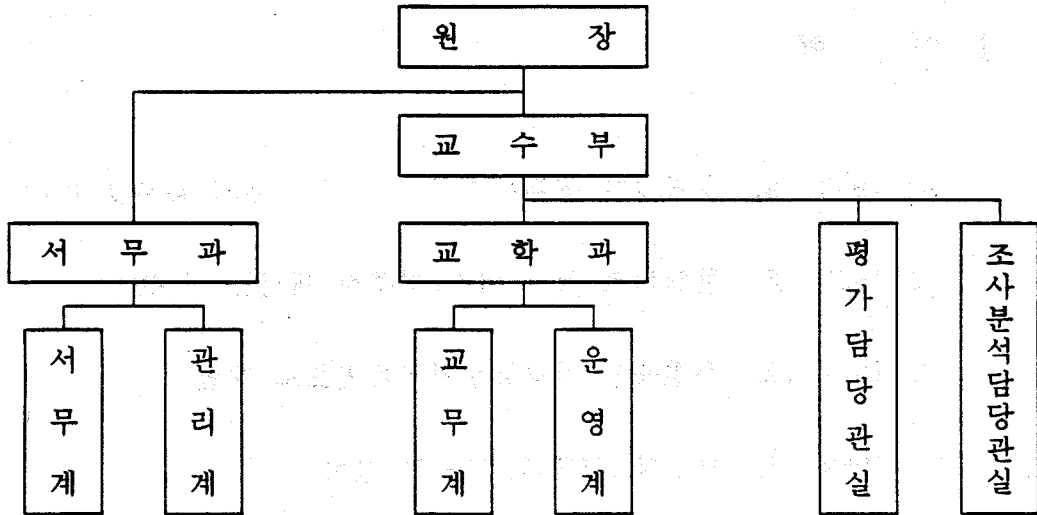 원 장
교 수 부
서 무 과
교 학 과
평가담당관실
조사분석담당관실
서무계
관리계
교무계
운영계